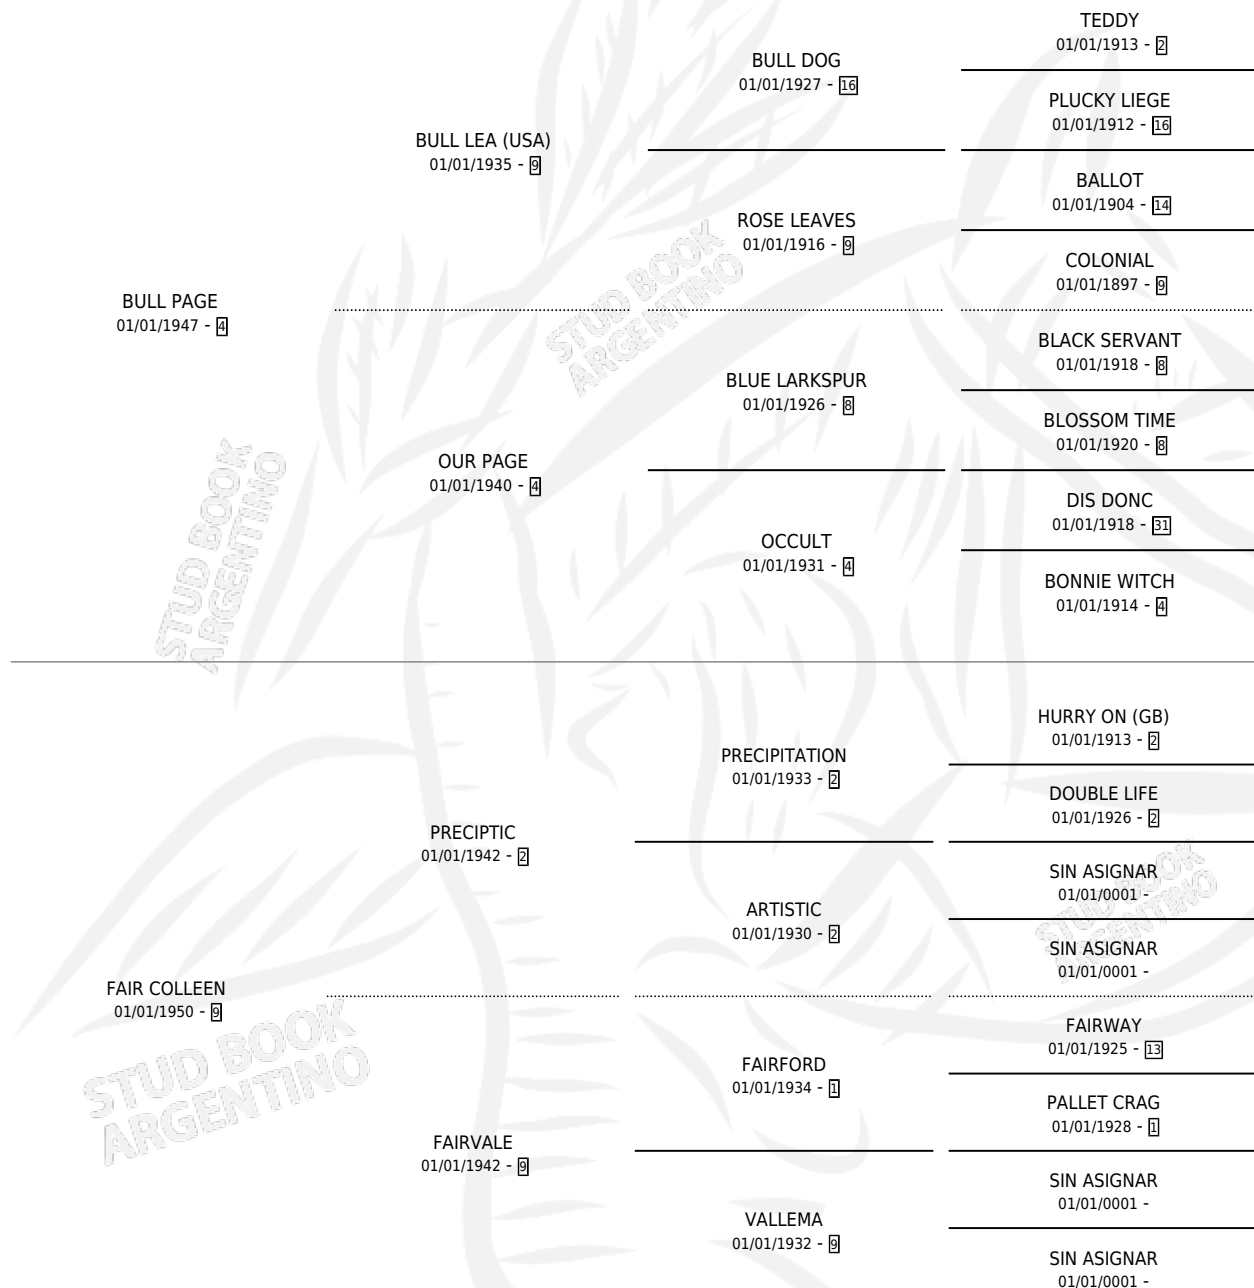 TEDDY
01/01/1913 - 2
BULL DOG
01/01/1927 - 16
PLUCKY LIEGE
01/01/1912 - 16
BULL LEA (USA)
01/01/1935 - 9
BALLOT
01/01/1904 - 14
ROSE LEAVES
01/01/1916 - 9
COLONIAL
01/01/1897 - 9
BULL PAGE
01/01/1947 - 4
BLACK SERVANT
01/01/1918 - 8
BLUE LARKSPUR
01/01/1926 - 8
BLOSSOM TIME
01/01/1920 - 8
OUR PAGE
01/01/1940 - 4
DIS DONC
01/01/1918 - 31
OCCULT
01/01/1931 - 4
BONNIE WITCH
01/01/1914 - 4
HURRY ON (GB)
01/01/1913 - 2
PRECIPITATION
01/01/1933 - 2
DOUBLE LIFE
01/01/1926 - 2
PRECIPTIC
01/01/1942 - 2
SIN ASIGNAR
01/01/0001 -
ARTISTIC
01/01/1930 - 2
SIN ASIGNAR
01/01/0001 -
FAIR COLLEEN
01/01/1950 - 9
FAIRWAY
01/01/1925 - 13
FAIRFORD
01/01/1934 - 1
PALLET CRAG
01/01/1928 - 1
FAIRVALE
01/01/1942 - 9
SIN ASIGNAR
01/01/0001 -
VALLEMA
01/01/1932 - 9
SIN ASIGNAR
01/01/0001 -
STUD BOOK
ARGENTINO
STUD BOOK
ARGENTINO
STUD BOOK
ARGENTINO
STUD BOOK
ARGENTINO